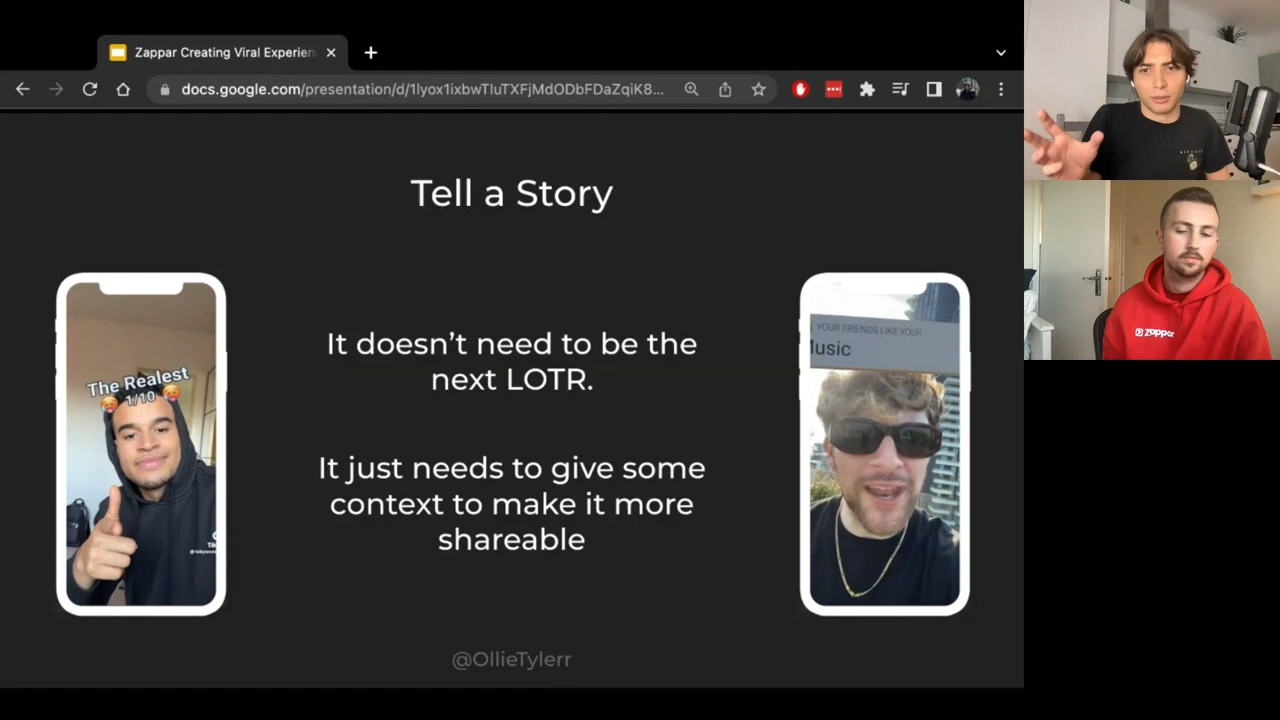 Zappar Creating Viral Experien
docs.google.com/presentation/d/1lyox1ixbwTIuTXFjMdODbFDaZqiK8...
Tell a Story
The Realest
1/10
It doesn't need to be the
next LOTR.
It just needs to give some
context to make it more
shareable
YOUR FRIENDS LIKE YOUR
Music
@OllieTylerr
zappar